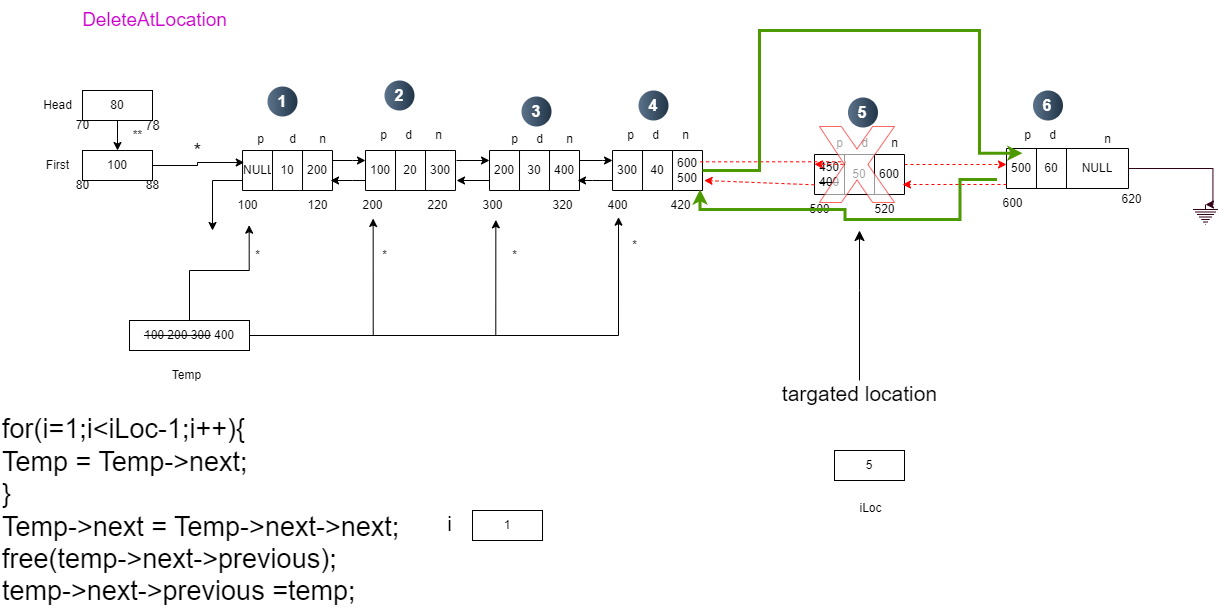 DeleteAtLocation
1 2 3 4 5 6
Head 80
70 78
**
p d n p d n p d n p d n p d n p d n
First 100
80 88
*
NULL 10 200
100 20 300
200 30 400
300 40 600 500
450 400 50 600
500 60 NULL
100 120 200 220 300 320 400 420 500 520 600 620
* * * *
100 200 300 400
Temp
targated location
for(i=1;i<iLoc-1;i++){
Temp = Temp->next;
}
Temp->next = Temp->next->next;
free(temp->next->previous);
temp->next->previous =temp;
5
iLoc
i 1